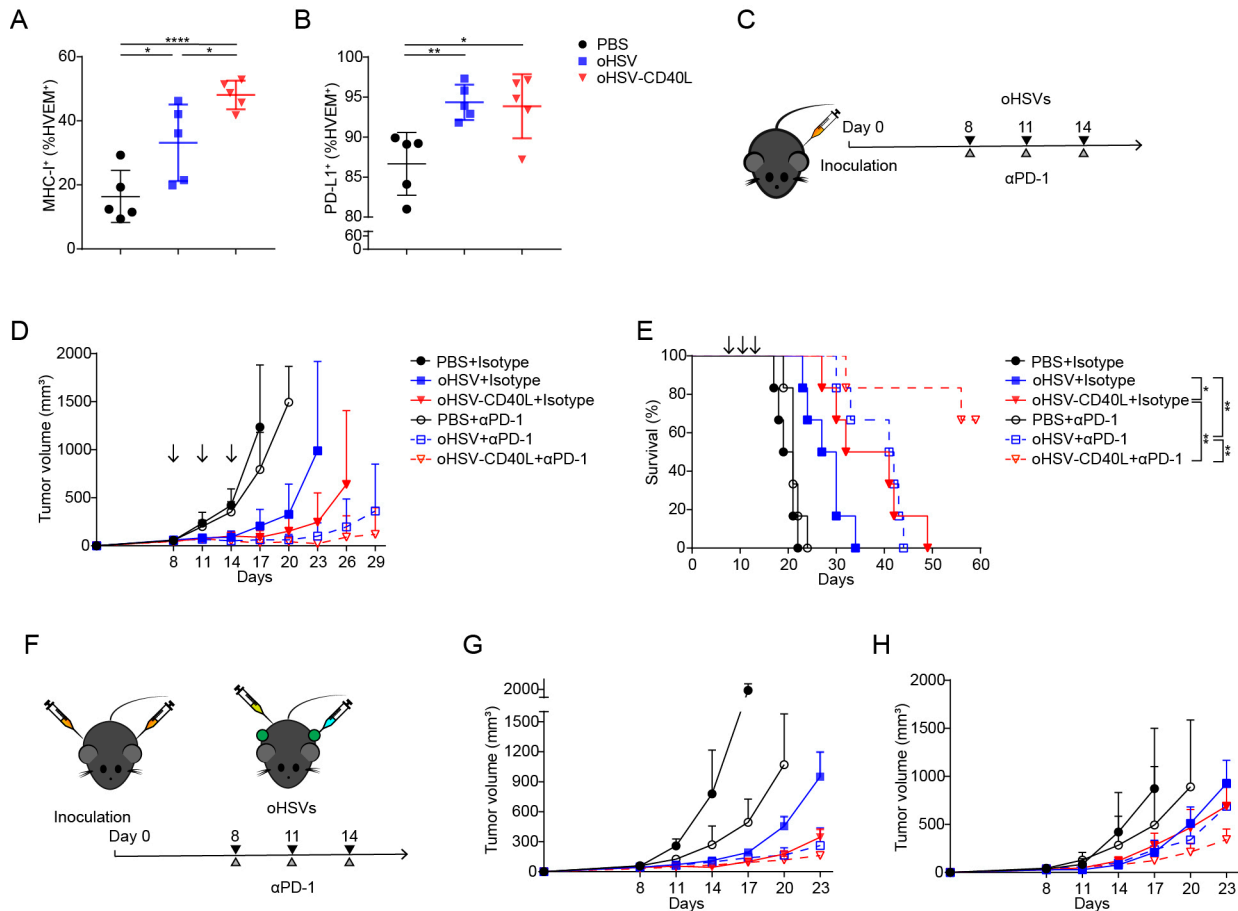 A
MHC-I⁺ (%HVEM⁺)
60
40
20
0
****
*
*
B
PD-L1⁺ (%HVEM⁺)
100
95
90
85
80
60
0
*
**
PBS
oHSV
oHSV-CD40L
C
Day 0
Inoculation
oHSVs
8
11
14
αPD-1
D
Tumor volume (mm³)
2000
1500
1000
500
0
8
11
14
17
20
23
26
29
Days
PBS+Isotype
oHSV+Isotype
oHSV-CD40L+Isotype
PBS+αPD-1
oHSV+αPD-1
oHSV-CD40L+αPD-1
E
Survival (%)
100
80
60
40
20
0
0
10
20
30
40
50
60
Days
PBS+Isotype
oHSV+Isotype
oHSV-CD40L+Isotype
PBS+αPD-1
oHSV+αPD-1
oHSV-CD40L+αPD-1
*
**
**
**
F
Inoculation
oHSVs
Day 0
8
11
14
αPD-1
G
Tumor volume (mm³)
2000
1500
1200
900
600
300
0
8
11
14
17
20
23
Days
H
Tumor volume (mm³)
2000
1500
1000
500
0
8
11
14
17
20
23
Days